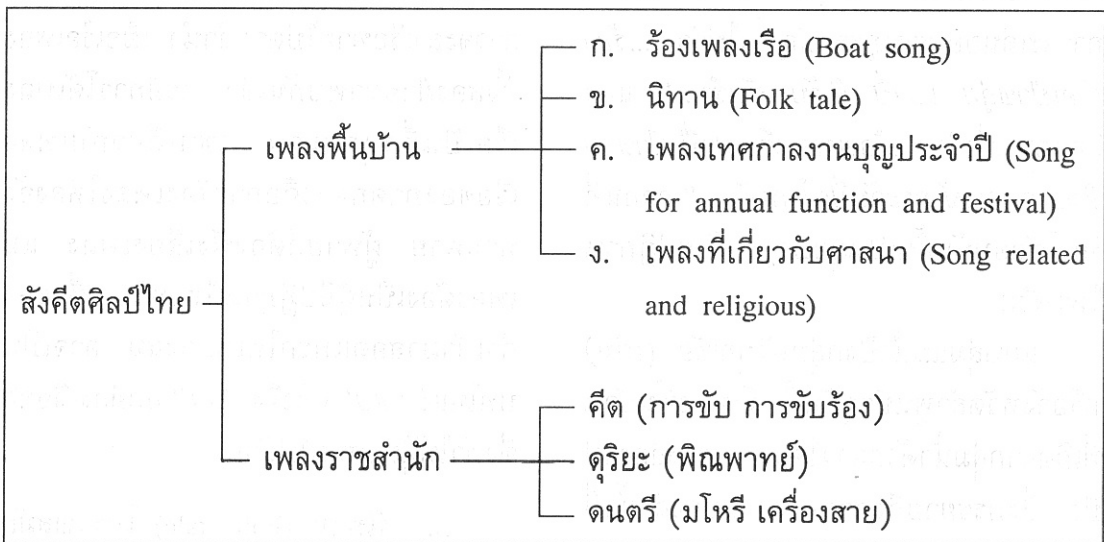 ก. ร้องเพลงเรือ (Boat song)
ข. นิทาน (Folk tale)
เพลงพื้นบ้าน
ค. เพลงเทศกาลงานบุญประจำปี (Song
for annual function and festival)
ง. เพลงที่เกี่ยวกับศาสนา (Song related
and religious)
สังคีตศิลป์ไทย
คีต (การขับ การขับร้อง)
เพลงราชสำนัก
ดุริยะ (พิณพาทย์)
ดนตรี (มโหรี เครื่องสาย)